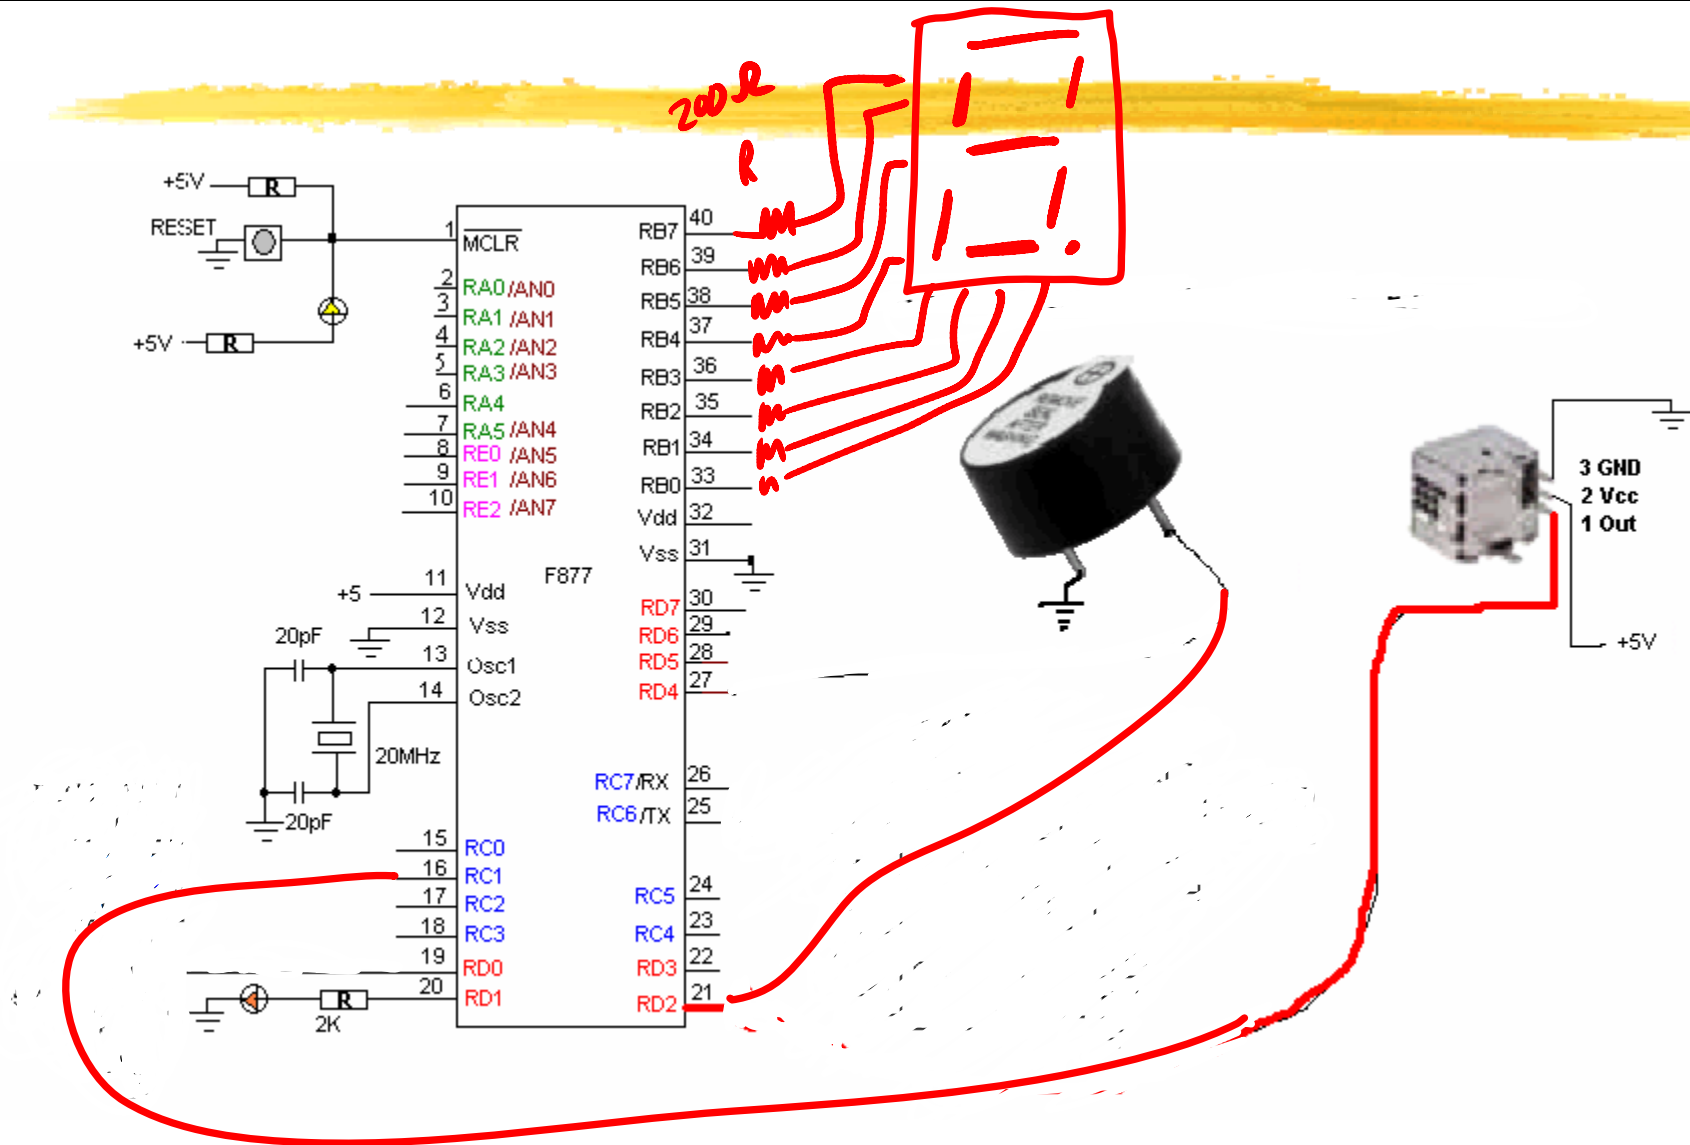 200Ω
R
+5V
R
RESET
+5V
R
1
MCLR
2
RA0/AN0
3
RA1/AN1
4
RA2/AN2
5
RA3/AN3
6
RA4
7
RA5/AN4
8
RE0/AN5
9
RE1/AN6
10
RE2/AN7
F877
+5
11
Vdd
12
Vss
20pF
13
Osc1
14
Osc2
20MHz
20pF
15
RC0
16
RC1
17
RC2
18
RC3
19
RD0
20
RD1
R
2K
RB7
40
RB6
39
RB5
38
RB4
37
RB3
36
RB2
35
RB1
34
RB0
33
Vdd
32
Vss
31
RD7
30
RD6
29
RD5
28
RD4
27
RC7/RX
26
RC6/TX
25
RC5
24
RC4
23
RD3
22
RD2
21
3 GND
2 Vcc
1 Out
+5V